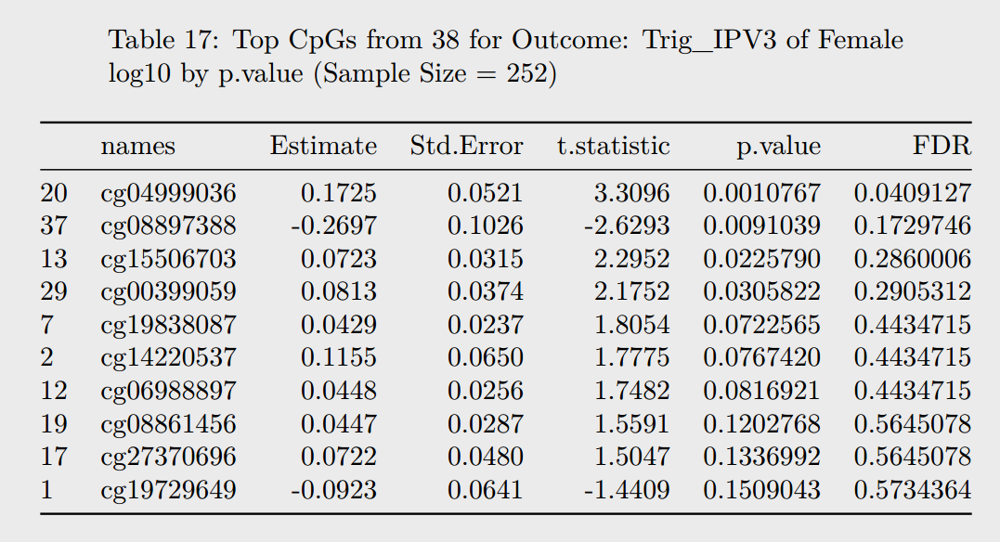 Table 17: Top CpGs from 38 for Outcome: Trig_IPV3 of Female
log10 by p.value (Sample Size = 252)
names Estimate Std.Error t.statistic p.value FDR
20 cg04999036 0.1725 0.0521 3.3096 0.0010767 0.0409127
37 cg08897388 -0.2697 0.1026 -2.6293 0.0091039 0.1729746
13 cg15506703 0.0723 0.0315 2.2952 0.0225790 0.2860006
29 cg00399059 0.0813 0.0374 2.1752 0.0305822 0.2905312
7 cg19838087 0.0429 0.0237 1.8054 0.0722565 0.4434715
2 cg14220537 0.1155 0.0650 1.7775 0.0767420 0.4434715
12 cg06988897 0.0448 0.0256 1.7482 0.0816921 0.4434715
19 cg08861456 0.0447 0.0287 1.5591 0.1202768 0.5645078
17 cg27370696 0.0722 0.0480 1.5047 0.1336992 0.5645078
1 cg19729649 -0.0923 0.0641 -1.4409 0.1509043 0.5734364